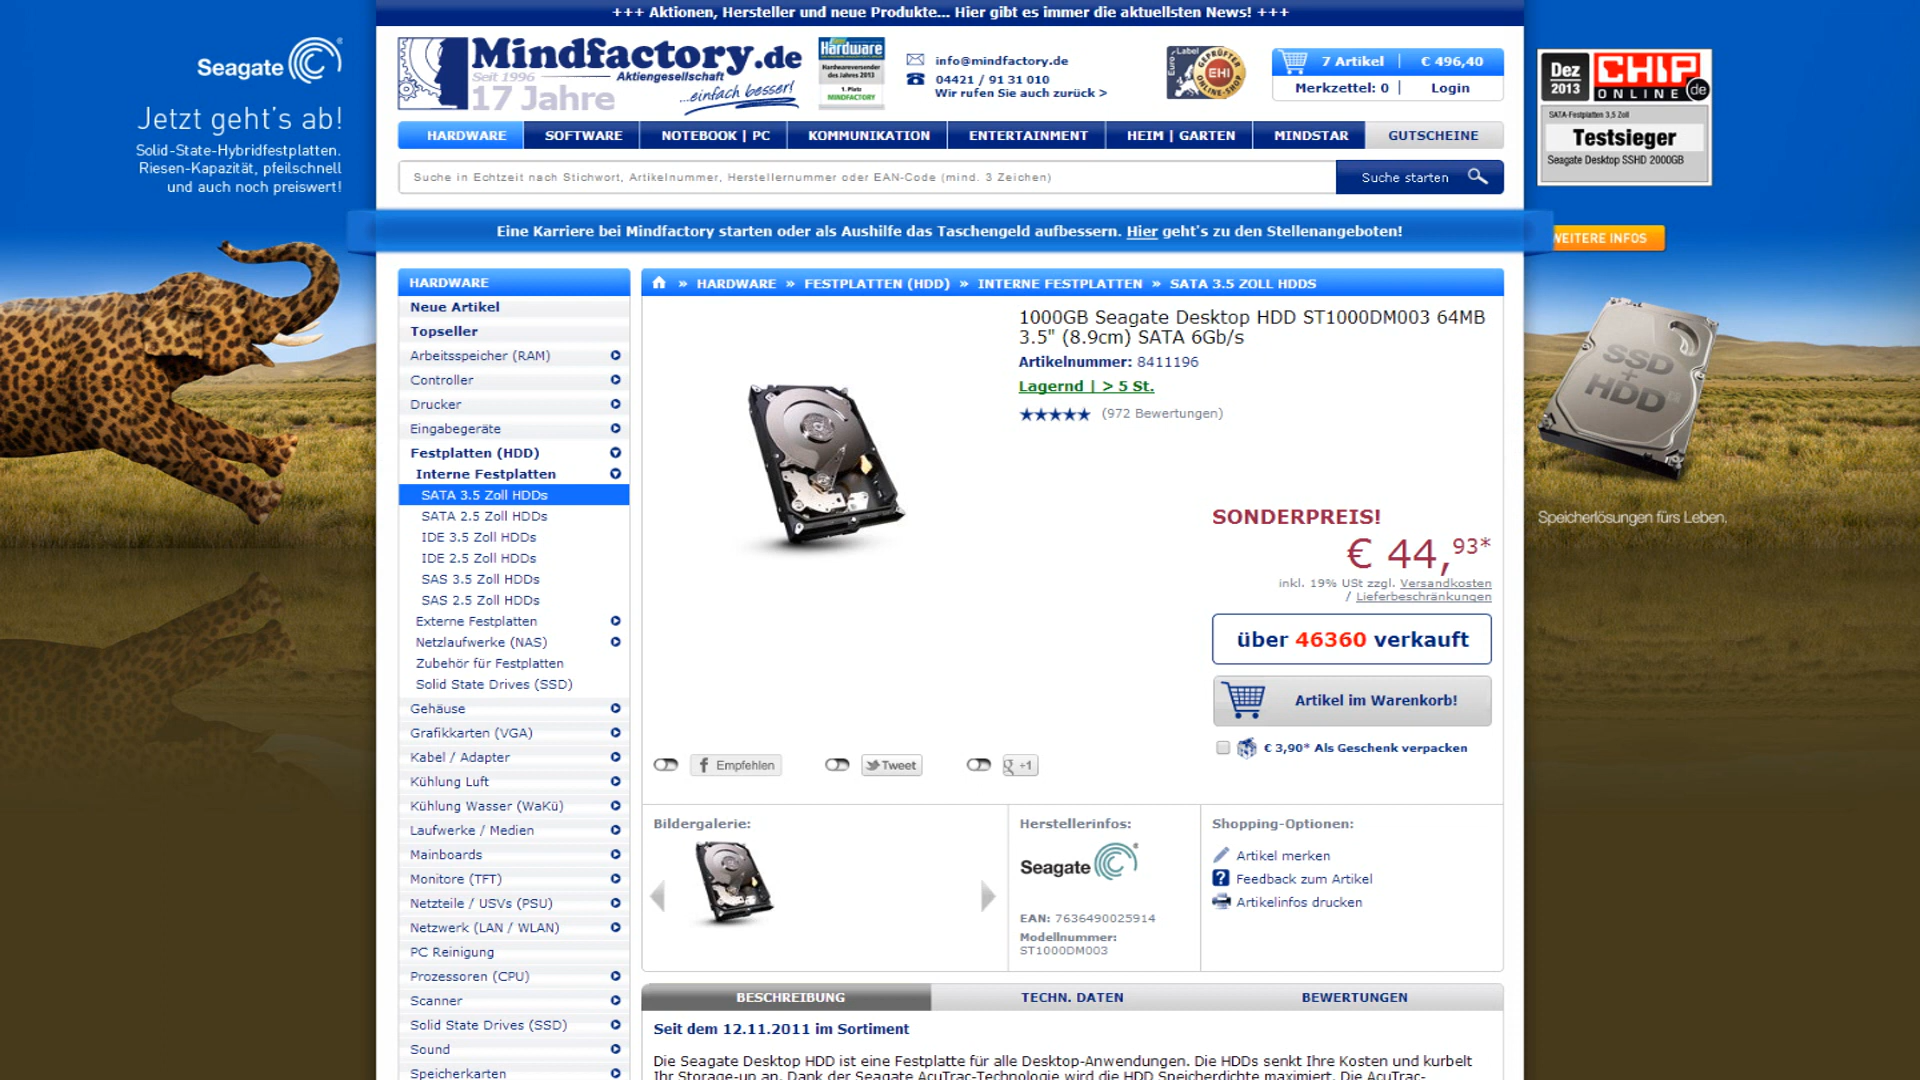 +++ Aktionen, Hersteller und neue Produkte... Hier gibt es immer die aktuellsten News! +++
Seagate
Jetzt geht's ab!
Solid-State-Hybridfestplatten.
Riesen-Kapazität, pfeilschnell
und auch noch preiswert!
Mindfactory.de
Seit 1996
Aktiengesellschaft
17 Jahre
...einfach besser!
Hardware
Hardwareversender
des Jahres 2013
1. Platz
MINDFACTORY
info@mindfactory.de
04421 / 91 31 010
Wir rufen Sie auch zurück >
Euro-Label
GEPRÜFTER
EHI
ONLINE-SHOP
7 Artikel | € 496,40
Merkzettel: 0 | Login
Dez
2013
CHIP
ONLINE
de
SATA-Festplatten 3,5 Zoll
Testsieger
Seagate Desktop SSHD 2000GB
HARDWARE
SOFTWARE
NOTEBOOK | PC
KOMMUNIKATION
ENTERTAINMENT
HEIM | GARTEN
MINDSTAR
GUTSCHEINE
Suche in Echtzeit nach Stichwort, Artikelnummer, Herstellernummer oder EAN-Code (mind. 3 Zeichen)
Suche starten
Eine Karriere bei Mindfactory starten oder als Aushilfe das Taschengeld aufbessern. Hier geht's zu den Stellenangeboten!
WEITERE INFOS
SSD
+
HDD
Speicherlösungen fürs Leben.
HARDWARE
Neue Artikel
Topseller
Arbeitsspeicher (RAM)
Controller
Drucker
Eingabegeräte
Festplatten (HDD)
Interne Festplatten
SATA 3.5 Zoll HDDs
SATA 2.5 Zoll HDDs
IDE 3.5 Zoll HDDs
IDE 2.5 Zoll HDDs
SAS 3.5 Zoll HDDs
SAS 2.5 Zoll HDDs
Externe Festplatten
Netzlaufwerke (NAS)
Zubehör für Festplatten
Solid State Drives (SSD)
Gehäuse
Grafikkarten (VGA)
Kabel / Adapter
Kühlung Luft
Kühlung Wasser (WaKü)
Laufwerke / Medien
Mainboards
Monitore (TFT)
Netzteile / USVs (PSU)
Netzwerk (LAN / WLAN)
PC Reinigung
Prozessoren (CPU)
Scanner
Solid State Drives (SSD)
Sound
Speicherkarten
» HARDWARE » FESTPLATTEN (HDD) » INTERNE FESTPLATTEN » SATA 3.5 ZOLL HDDS
1000GB Seagate Desktop HDD ST1000DM003 64MB
3.5" (8.9cm) SATA 6Gb/s
Artikelnummer: 8411196
Lagernd | > 5 St.
(972 Bewertungen)
SONDERPREIS!
€ 44,93*
inkl. 19% USt zzgl. Versandkosten
/ Lieferbeschränkungen
über 46360 verkauft
Artikel im Warenkorb!
€ 3,90* Als Geschenk verpacken
Empfehlen
Tweet
g +1
Bildergalerie:
Herstellerinfos:
Seagate
EAN: 7636490025914
Modellnummer:
ST1000DM003
Shopping-Optionen:
Artikel merken
Feedback zum Artikel
Artikelinfos drucken
BESCHREIBUNG
TECHN. DATEN
BEWERTUNGEN
Seit dem 12.11.2011 im Sortiment
Die Seagate Desktop HDD ist eine Festplatte für alle Desktop-Anwendungen. Die HDDs senkt Ihre Kosten und kurbelt
Ihr Storage-up an. Dank der Seagate AcuTrac-Technologie wird die HDD Speicherdichte maximiert. Die AcuTrac-